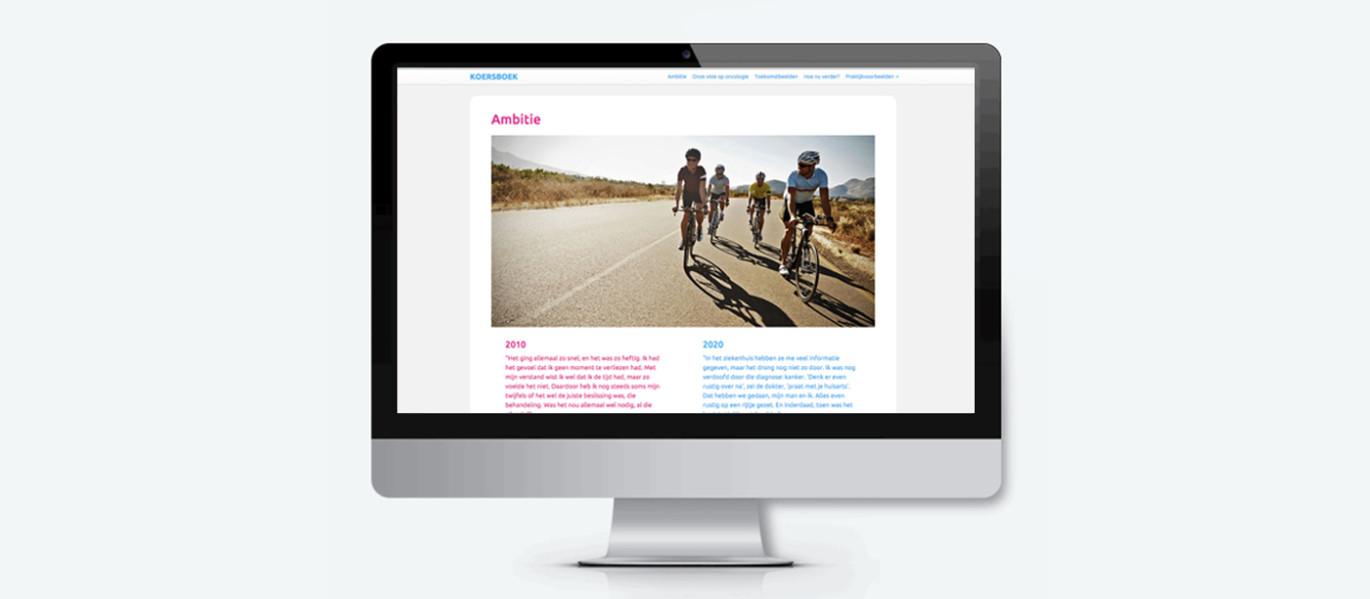 KOERSBOEK
Ambitie Onze visie op oncologie Toekomstbeelden Hoe nu verder? Praktijkvoorbeelden
Ambitie
2010
"Het ging allemaal zo snel, en het was zo heftig. Ik had
het gevoel dat ik geen moment te verliezen had. Met
mijn verstand wist ik wel dat ik de tijd had, maar zo
voelde het niet. Daardoor heb ik nog steeds soms mijn
twijfels of het wel de juiste beslissing was, die
behandeling. Was het nou allemaal wel nodig, al die
2020
"In het ziekenhuis hebben ze me veel informatie
gegeven, maar het drong nog niet zo door. Ik was nog
verdoofd door die diagnose: kanker. 'Denk er even
rustig over na', zei de dokter, 'praat met je huisarts'.
Dat hebben we gedaan, mijn man en ik. Alles even
rustig op een rijtje gezet. En inderdaad, toen was het